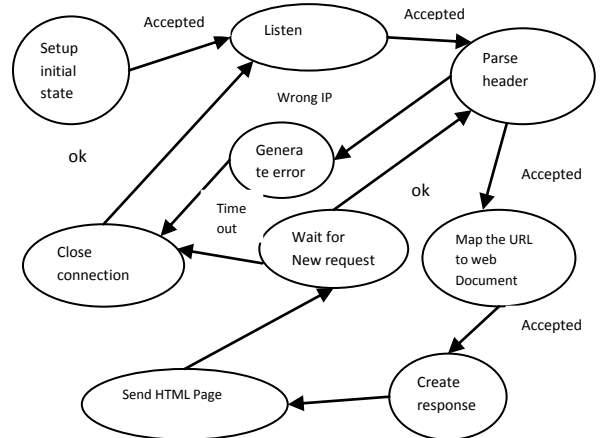 Accepted
Accepted
Setup
initial
state
Listen
Parse
header
Wrong IP
Genera
te error
ok
ok
Accepted
Time
out
Close
connection
Wait for
New request
Map the URL
to web
Document
Accepted
Send HTML Page
Create
response